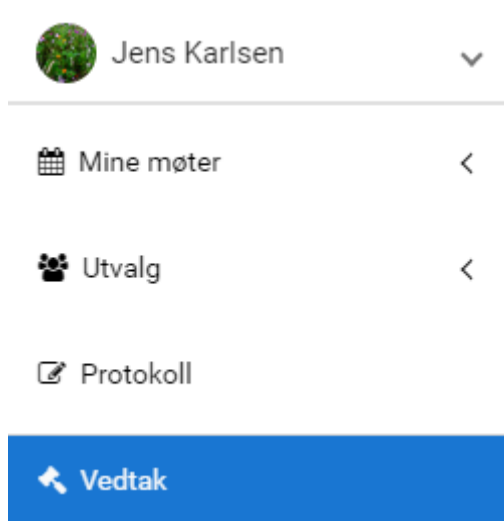 Jens Karlsen
Mine møter
Utvalg
Protokoll
Vedtak